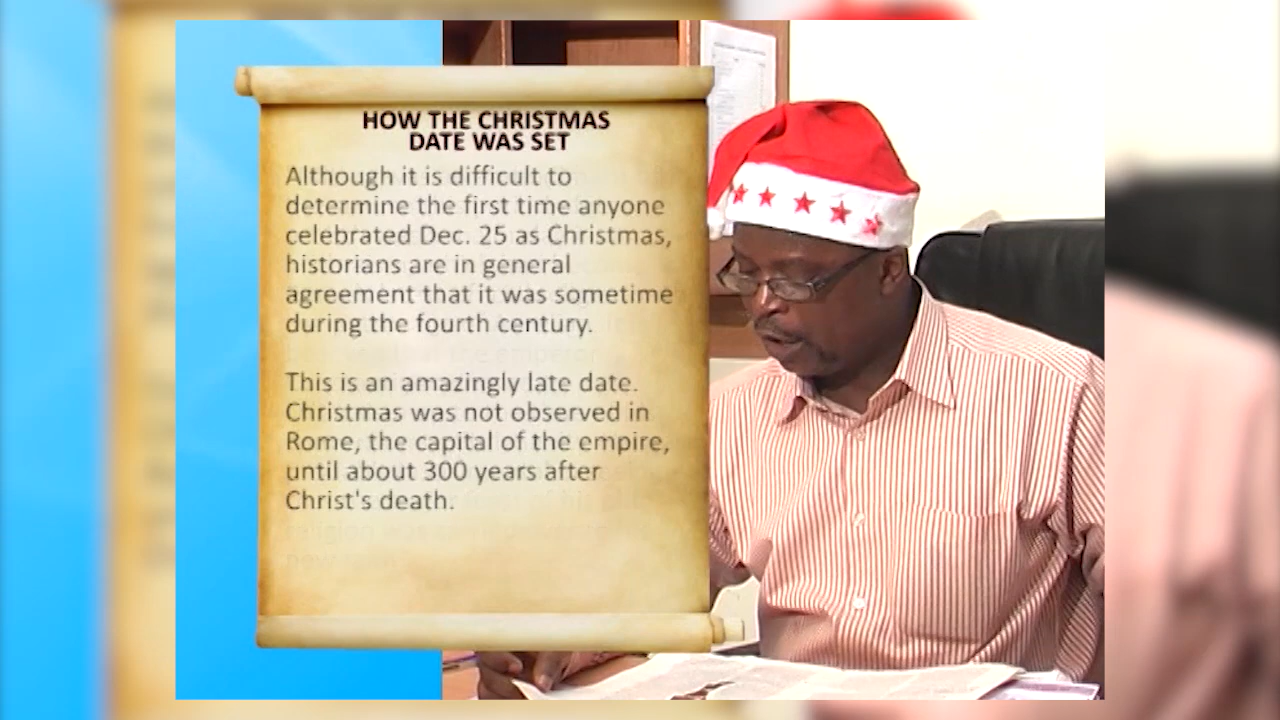 HOW THE CHRISTMAS
DATE WAS SET
Although it is difficult to
determine the first time anyone
celebrated Dec. 25 as Christmas,
historians are in general
agreement that it was sometime
during the fourth century.
This is an amazingly late date.
Christmas was not observed in
Rome, the capital of the empire,
until about 300 years after
Christ's death.